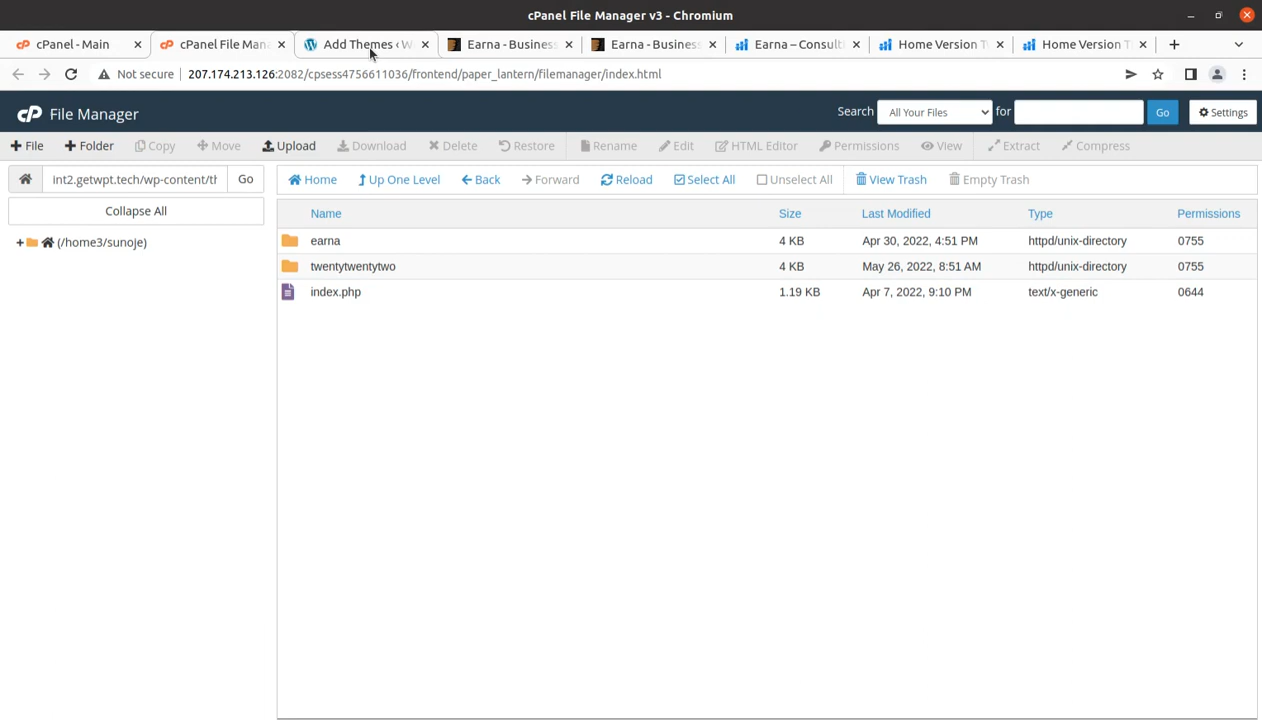 cPanel File Manager v3 - Chromium
cPanel - Main
cPanel File Man
Add Themes ‹ W
Earna - Business
Earna - Business
Earna – Consult
Home Version T
Home Version T
Not secure
207.174.213.126:2082/cpsess4756611036/frontend/paper_lantern/filemanager/index.html
cP File Manager
Search All Your Files for Go Settings
File Folder Copy Move Upload Download Delete Restore Rename Edit HTML Editor Permissions View Extract Compress
int2.getwpt.tech/wp-content/th Go
Home Up One Level Back Forward Reload Select All Unselect All View Trash Empty Trash
Collapse All
+ (/home3/sunoje)
Name Size Last Modified Type Permissions
earna 4 KB Apr 30, 2022, 4:51 PM httpd/unix-directory 0755
twentytwentytwo 4 KB May 26, 2022, 8:51 AM httpd/unix-directory 0755
index.php 1.19 KB Apr 7, 2022, 9:10 PM text/x-generic 0644